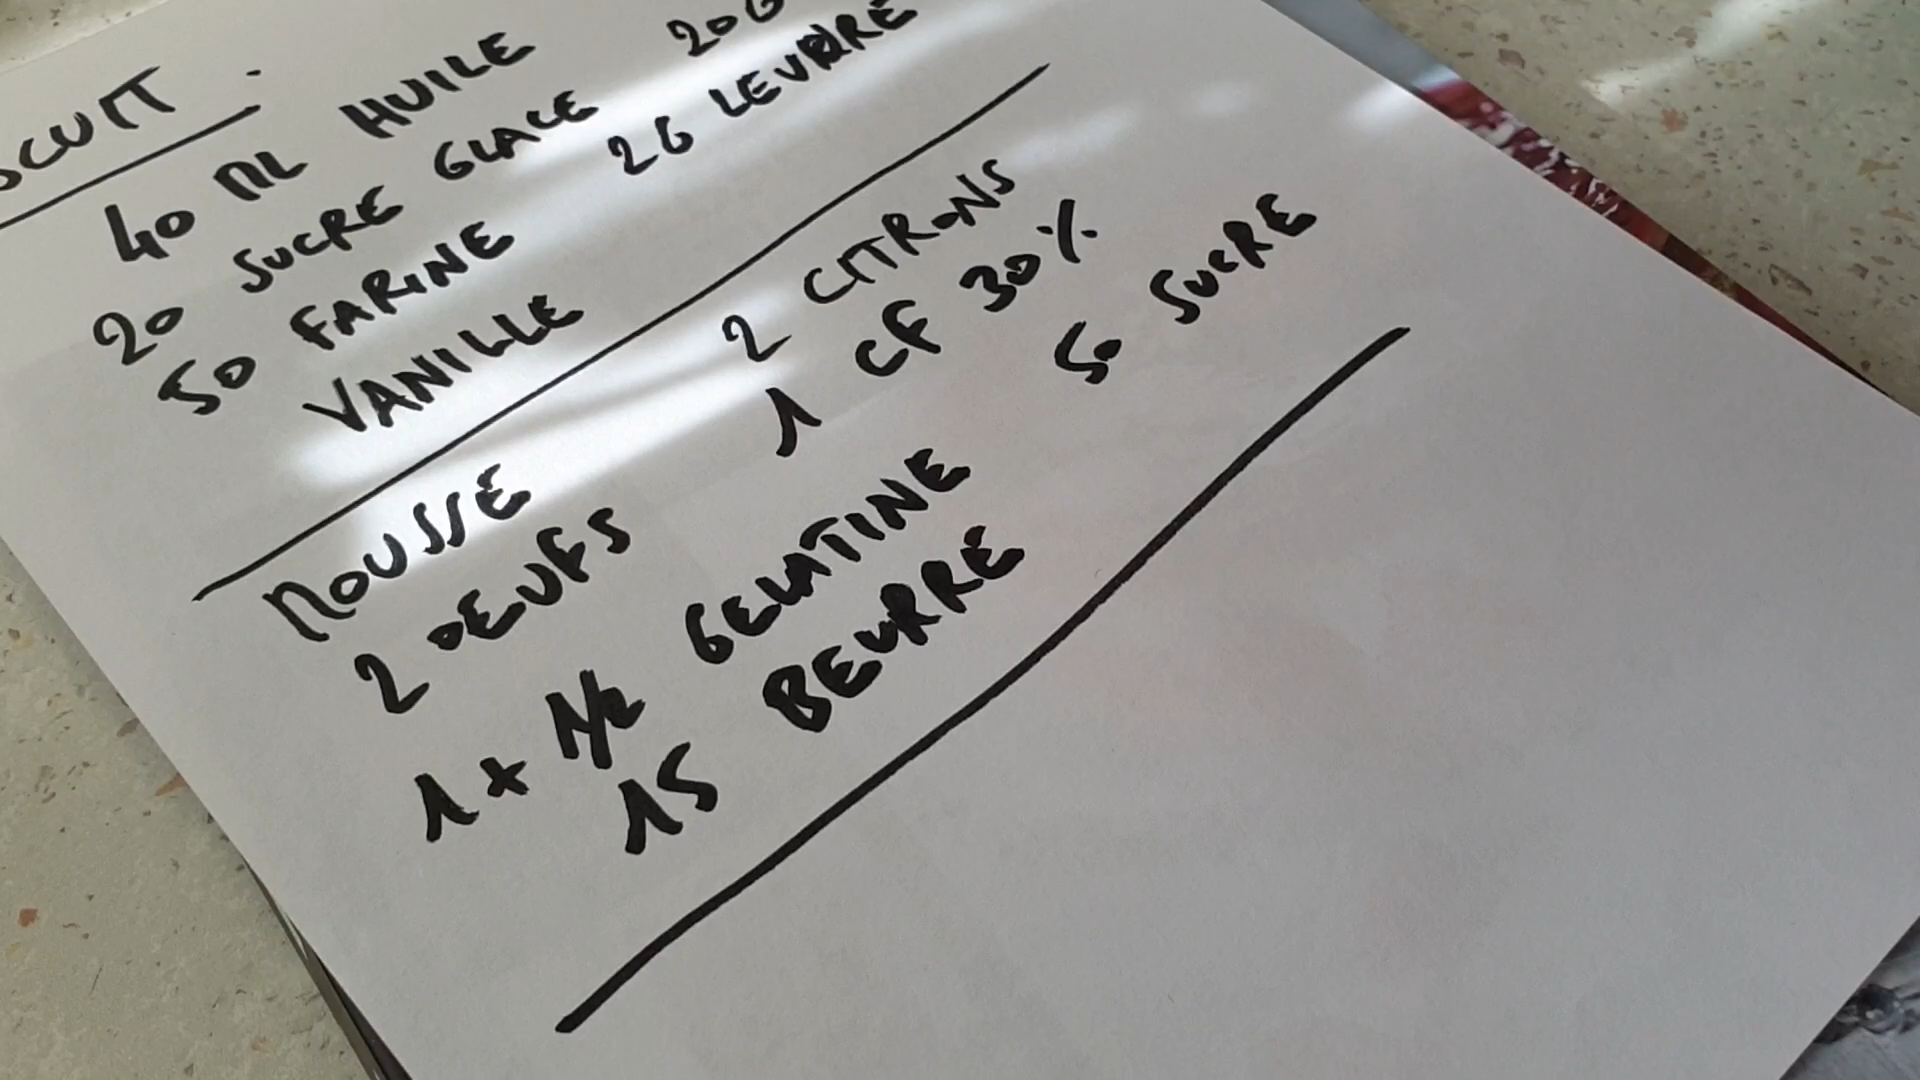 SCUIT :
40 ML HUILE 20G
20 SUCRE GLACE 2G LEVURE
50 FARINE
VANILLE
MOUSSE 2 CITRONS
2 OEUFS 1 CF 30%
1 + 1/2 GELATINE 50 SUCRE
15 BEURRE